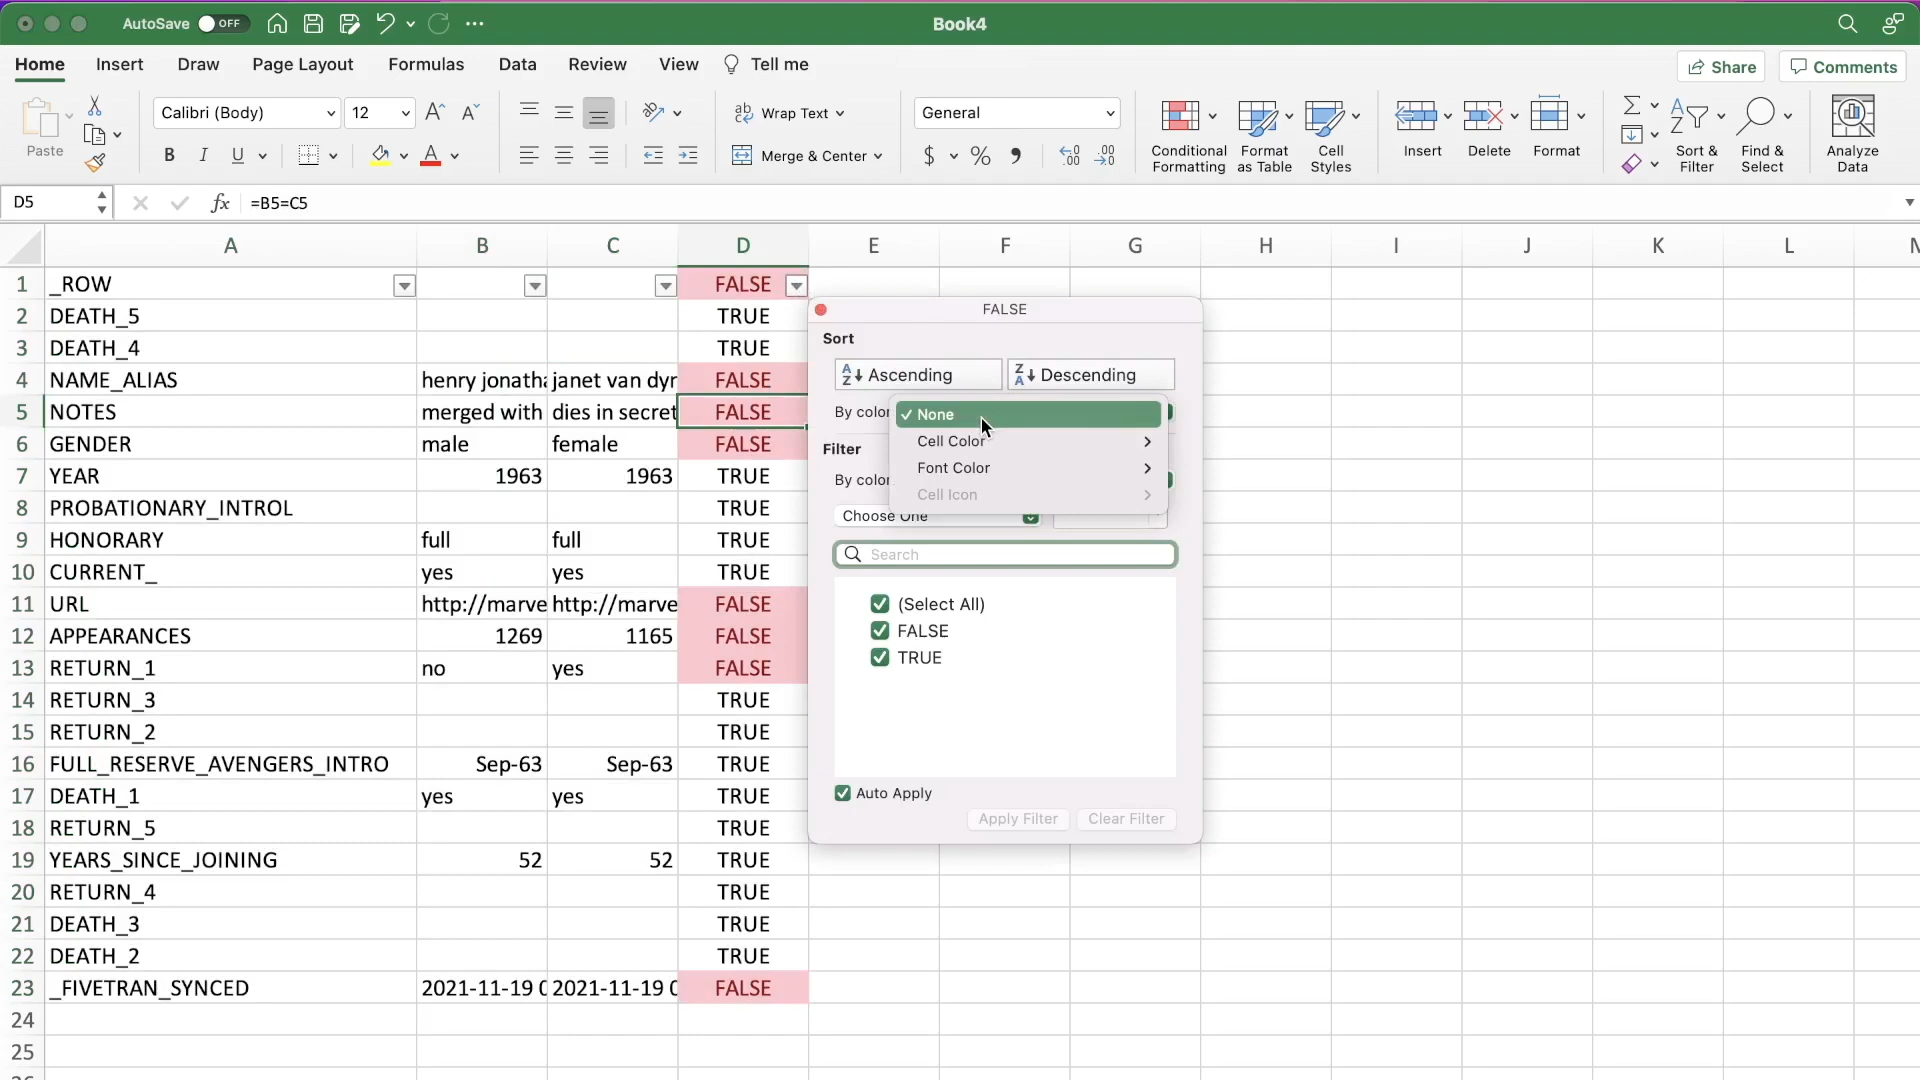 AutoSave OFF Book4
Home Insert Draw Page Layout Formulas Data Review View Tell me Share Comments
Paste Calibri (Body) 12 Wrap Text General
Merge & Center
Conditional Formatting Format as Table Cell Styles Insert Delete Format Sort & Filter Find & Select Analyze Data
D5 fx =B5=C5
A B C D E F G H I J K L
1 _ROW FALSE
2 DEATH_5 TRUE
3 DEATH_4 TRUE
4 NAME_ALIAS henry jonatha janet van dyr FALSE
5 NOTES merged with dies in secret FALSE
6 GENDER male female FALSE
7 YEAR 1963 1963 TRUE
8 PROBATIONARY_INTROL TRUE
9 HONORARY full full TRUE
10 CURRENT_ yes yes TRUE
11 URL http://marve http://marve FALSE
12 APPEARANCES 1269 1165 FALSE
13 RETURN_1 no yes FALSE
14 RETURN_3 TRUE
15 RETURN_2 TRUE
16 FULL_RESERVE_AVENGERS_INTRO Sep-63 Sep-63 TRUE
17 DEATH_1 yes yes TRUE
18 RETURN_5 TRUE
19 YEARS_SINCE_JOINING 52 52 TRUE
20 RETURN_4 TRUE
21 DEATH_3 TRUE
22 DEATH_2 TRUE
23 _FIVETRAN_SYNCED 2021-11-19 0 2021-11-19 0 FALSE
24
25
FALSE
Sort
Ascending Descending
By color
None
Cell Color
Font Color
Cell Icon
Filter
By color
Choose One
Search
(Select All)
FALSE
TRUE
Auto Apply
Apply Filter Clear Filter